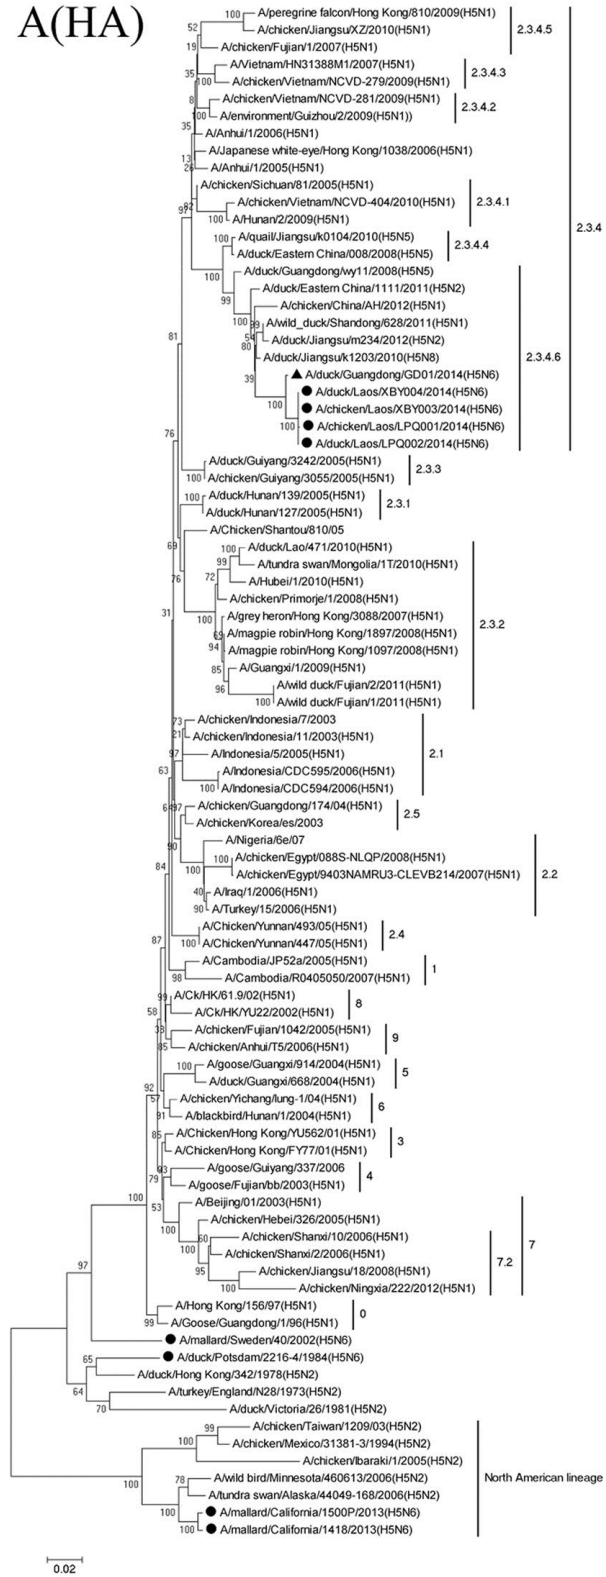 A(HA)
A/peregrine falcon/Hong Kong/810/2009(H5N1)
A/chicken/Jiangsu/XZ/2010(H5N1)
A/chicken/Fujian/1/2007(H5N1)
2.3.4.5
A/Vietnam/HN31388M1/2007(H5N1)
A/chicken/Vietnam/NCVD-279/2009(H5N1)
2.3.4.3
A/chicken/Vietnam/NCVD-281/2009(H5N1)
A/environment/Guizhou/2/2009(H5N1))
2.3.4.2
A/Anhui/1/2006(H5N1)
A/Japanese white-eye/Hong Kong/1038/2006(H5N1)
A/Anhui/1/2005(H5N1)
A/chicken/Sichuan/81/2005(H5N1)
A/chicken/Vietnam/NCVD-404/2010(H5N1)
A/Hunan/2/2009(H5N1)
2.3.4.1
2.3.4
A/quail/Jiangsu/k0104/2010(H5N5)
A/duck/Eastern China/008/2008(H5N5)
2.3.4.4
A/duck/Guangdong/wy11/2008(H5N5)
A/duck/Eastern China/1111/2011(H5N2)
A/chicken/China/AH/2012(H5N1)
A/wild_duck/Shandong/628/2011(H5N1)
A/duck/Jiangsu/m234/2012(H5N2)
A/duck/Jiangsu/k1203/2010(H5N8)
2.3.4.6
A/duck/Guangdong/GD01/2014(H5N6)
A/duck/Laos/XBY004/2014(H5N6)
A/chicken/Laos/XBY003/2014(H5N6)
A/chicken/Laos/LPQ001/2014(H5N6)
A/duck/Laos/LPQ002/2014(H5N6)
A/duck/Guiyang/3242/2005(H5N1)
A/chicken/Guiyang/3055/2005(H5N1)
2.3.3
A/duck/Hunan/139/2005(H5N1)
A/duck/Hunan/127/2005(H5N1)
2.3.1
A/Chicken/Shantou/810/05
A/duck/Lao/471/2010(H5N1)
A/tundra swan/Mongolia/1T/2010(H5N1)
A/Hubei/1/2010(H5N1)
A/chicken/Primorje/1/2008(H5N1)
A/grey heron/Hong Kong/3088/2007(H5N1)
A/magpie robin/Hong Kong/1897/2008(H5N1)
A/magpie robin/Hong Kong/1097/2008(H5N1)
A/Guangxi/1/2009(H5N1)
A/wild duck/Fujian/2/2011(H5N1)
A/wild duck/Fujian/1/2011(H5N1)
2.3.2
A/chicken/Indonesia/7/2003
A/chicken/Indonesia/11/2003(H5N1)
A/Indonesia/5/2005(H5N1)
A/Indonesia/CDC595/2006(H5N1)
A/Indonesia/CDC594/2006(H5N1)
2.1
A/chicken/Guangdong/174/04(H5N1)
A/chicken/Korea/es/2003
2.5
A/Nigeria/6e/07
A/chicken/Egypt/088S-NLQP/2008(H5N1)
A/chicken/Egypt/9403NAMRU3-CLEVB214/2007(H5N1)
A/Iraq/1/2006(H5N1)
A/Turkey/15/2006(H5N1)
2.2
A/Chicken/Yunnan/493/05(H5N1)
A/Chicken/Yunnan/447/05(H5N1)
2.4
A/Cambodia/JP52a/2005(H5N1)
A/Cambodia/R0405050/2007(H5N1)
1
A/Ck/HK/61.9/02(H5N1)
A/Ck/HK/YU22/2002(H5N1)
8
A/chicken/Fujian/1042/2005(H5N1)
A/chicken/Anhui/T5/2006(H5N1)
9
A/goose/Guangxi/914/2004(H5N1)
A/duck/Guangxi/668/2004(H5N1)
5
A/chicken/Yichang/lung-1/04(H5N1)
A/blackbird/Hunan/1/2004(H5N1)
6
A/Chicken/Hong Kong/YU562/01(H5N1)
A/Chicken/Hong Kong/FY77/01(H5N1)
3
A/goose/Guiyang/337/2006
A/goose/Fujian/bb/2003(H5N1)
4
A/Beijing/01/2003(H5N1)
A/chicken/Hebei/326/2005(H5N1)
A/chicken/Shanxi/10/2006(H5N1)
A/chicken/Shanxi/2/2006(H5N1)
A/chicken/Jiangsu/18/2008(H5N1)
A/chicken/Ningxia/222/2012(H5N1)
7.2
7
A/Hong Kong/156/97(H5N1)
A/Goose/Guangdong/1/96(H5N1)
0
A/mallard/Sweden/40/2002(H5N6)
A/duck/Potsdam/2216-4/1984(H5N6)
A/duck/Hong Kong/342/1978(H5N2)
A/turkey/England/N28/1973(H5N2)
A/duck/Victoria/26/1981(H5N2)
A/chicken/Taiwan/1209/03(H5N2)
A/chicken/Mexico/31381-3/1994(H5N2)
A/chicken/Ibaraki/1/2005(H5N2)
A/wild bird/Minnesota/460613/2006(H5N2)
A/tundra swan/Alaska/44049-168/2006(H5N2)
A/mallard/California/1500P/2013(H5N6)
A/mallard/California/1418/2013(H5N6)
North American lineage
0.02